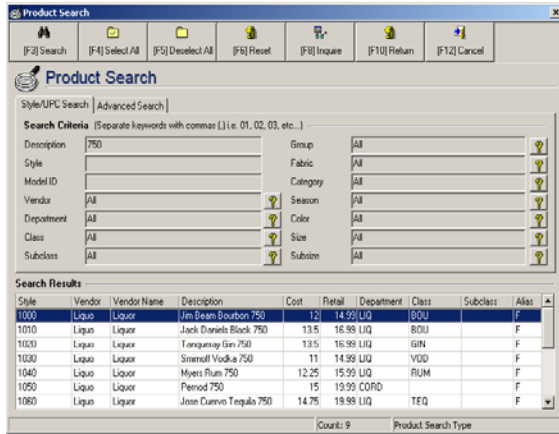 Product Search
[F3] Search [F4] Select All [F5] Deselect All [F6] Reset [F8] Inquire [F10] Return [F12] Cancel
Product Search
Style/UPC Search Advanced Search
Search Criteria (Separate keywords with commas (,) i.e. 01, 02, 03, etc...)
Description 750 Group All
Style Fabric All
Model ID Category All
Vendor All Season All
Department All Color All
Class All Size All
Subclass All Subsize All
Search Results
Style Vendor Vendor Name Description Cost Retail Department Class Subclass Alias
1000 Liquo Liquor Jim Beam Bourbon 750 12 14.99 LIQ BOU F
1010 Liquo Liquor Jack Daniels Black 750 13.5 16.99 LIQ BOU F
1020 Liquo Liquor Tanqueray Gin 750 13.5 16.99 LIQ GIN F
1030 Liquo Liquor Smirnoff Vodka 750 11 14.99 LIQ VOD F
1040 Liquo Liquor Myers Rum 750 12.25 15.99 LIQ RUM F
1050 Liquo Liquor Pernod 750 15 19.99 CORD F
1060 Liquo Liquor Jose Cuervo Tequila 750 14.75 19.99 LIQ TEQ F
Count: 9 Product Search Type